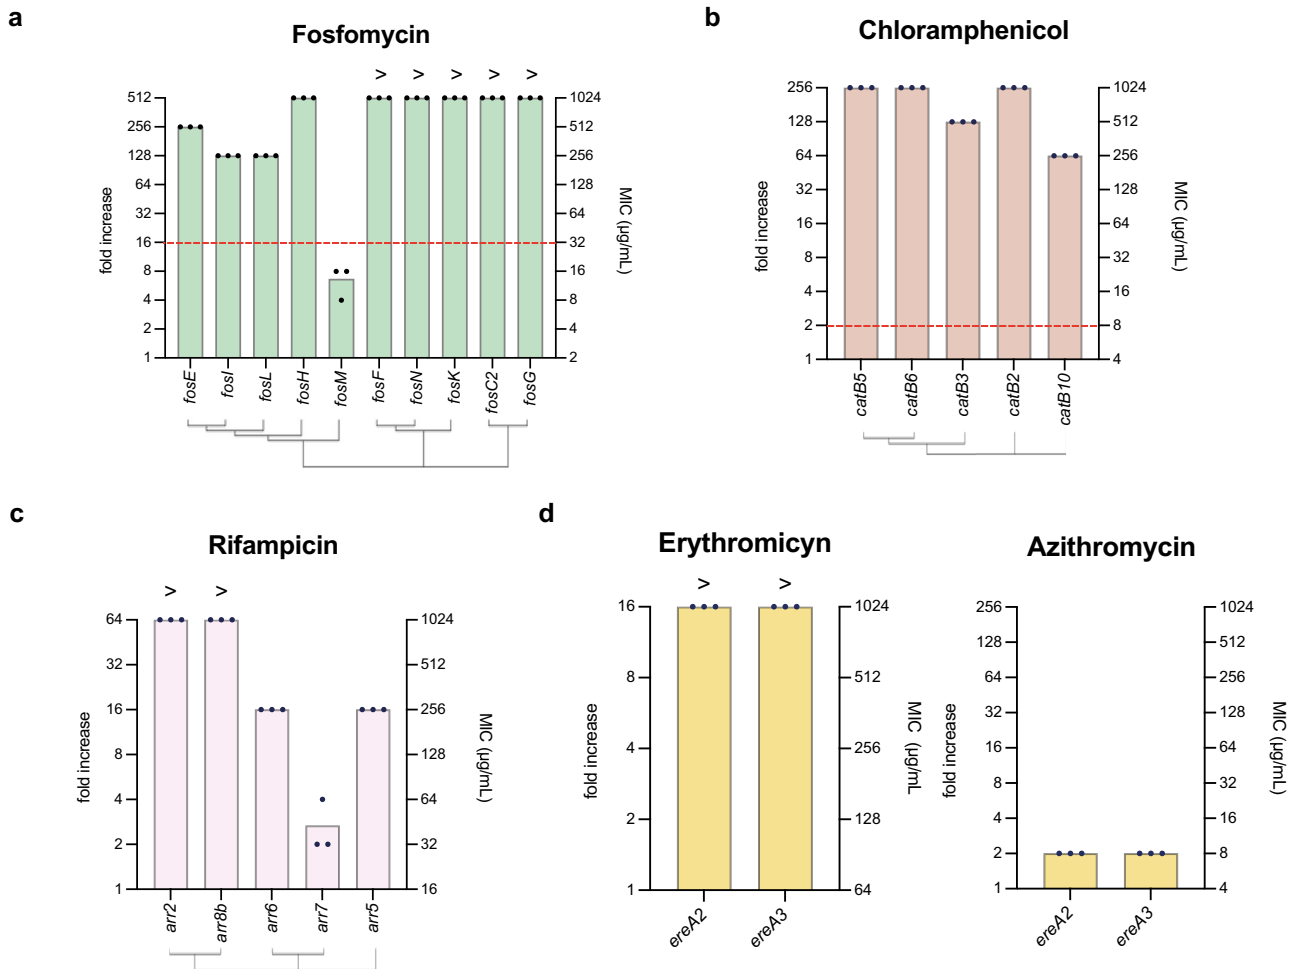 a
Fosfomycin
> > > > >
512
256
128
64
32
16
8
4
2
1
fold increase
1024
512
256
128
64
32
16
8
4
2
MIC (µg/mL)
fosE
fosI
fosL
fosH
fosM
fosF
fosN
fosK
fosC2
fosG
b
Chloramphenicol
256
128
64
32
16
8
4
2
1
fold increase
1024
512
256
128
64
32
16
8
4
MIC (µg/mL)
catB5
catB6
catB3
catB2
catB10
c
Rifampicin
> >
64
32
16
8
4
2
1
fold increase
1024
512
256
128
64
32
16
MIC (µg/mL)
arr2
arr8b
arr6
arr7
arr5
d
Erythromicyn
> >
16
8
4
2
1
fold increase
1024
512
256
128
64
MIC (µg/mL
ereA2
ereA3
Azithromycin
256
128
64
32
16
8
4
2
1
fold increase
1024
512
256
128
64
32
16
8
4
MIC (µg/mL)
ereA2
ereA3